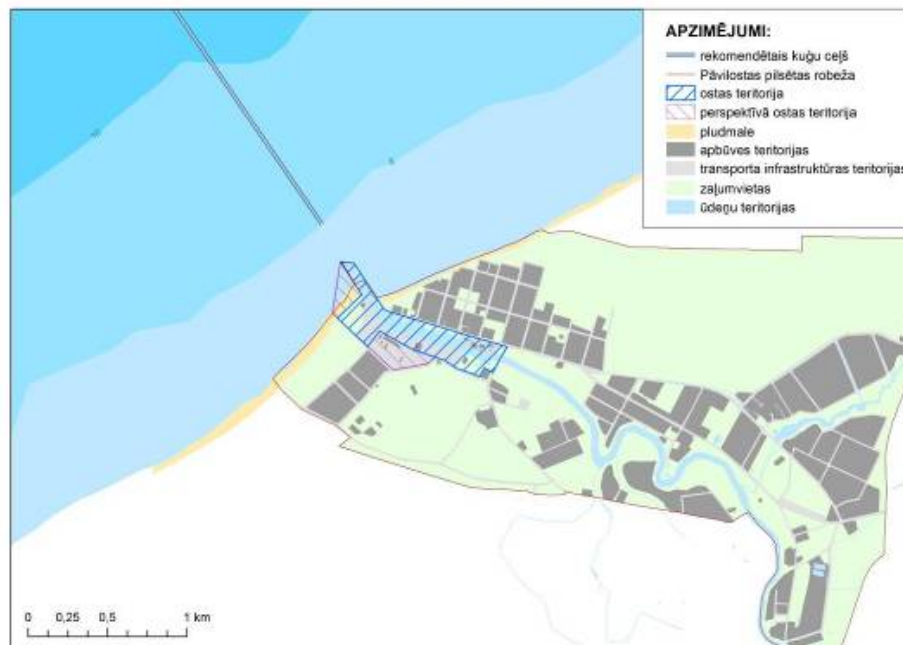 APZĪMĒJUMI:
rekomendētais kuģu ceļš
Pāvilostas pilsētas robeža
ostas teritorija
perspektīvā ostas teritorija
pludmale
apbūves teritorijas
transporta infrastruktūras teritorijas
zaļumvietas
ūdeņu teritorijas
0 0,25 0,5 1 km